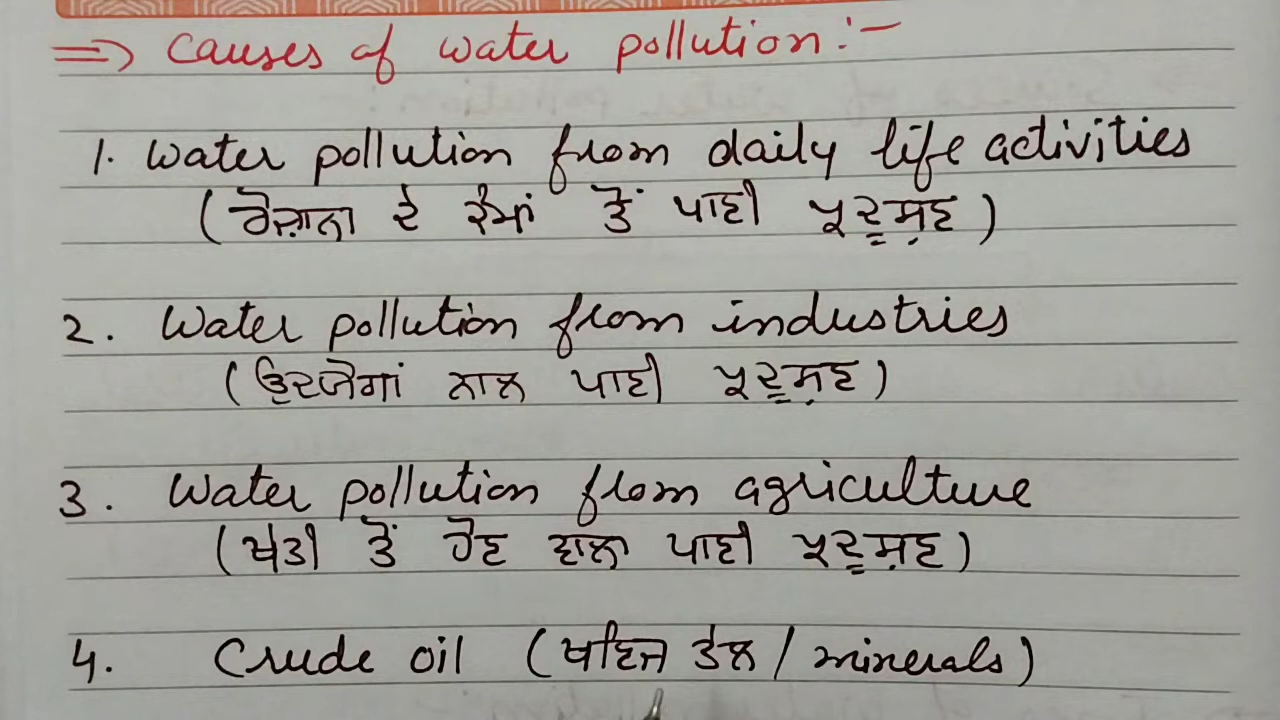 => Causes of water pollution :-
1. Water pollution from daily life activities
(ਰੋਜ਼ਾਨਾ ਦੇ ਕੰਮਾਂ ਤੋਂ ਪਾਣੀ ਪ੍ਰਦੂਸ਼ਣ)
2. Water pollution from industries
(ਉਦਯੋਗਾਂ ਨਾਲ ਪਾਣੀ ਪ੍ਰਦੂਸ਼ਣ)
3. Water pollution from agriculture
(ਖੇਤੀ ਤੋਂ ਹੋਣ ਵਾਲਾ ਪਾਣੀ ਪ੍ਰਦੂਸ਼ਣ)
4. Crude oil (ਖਣਿਜ ਤੇਲ / minerals)